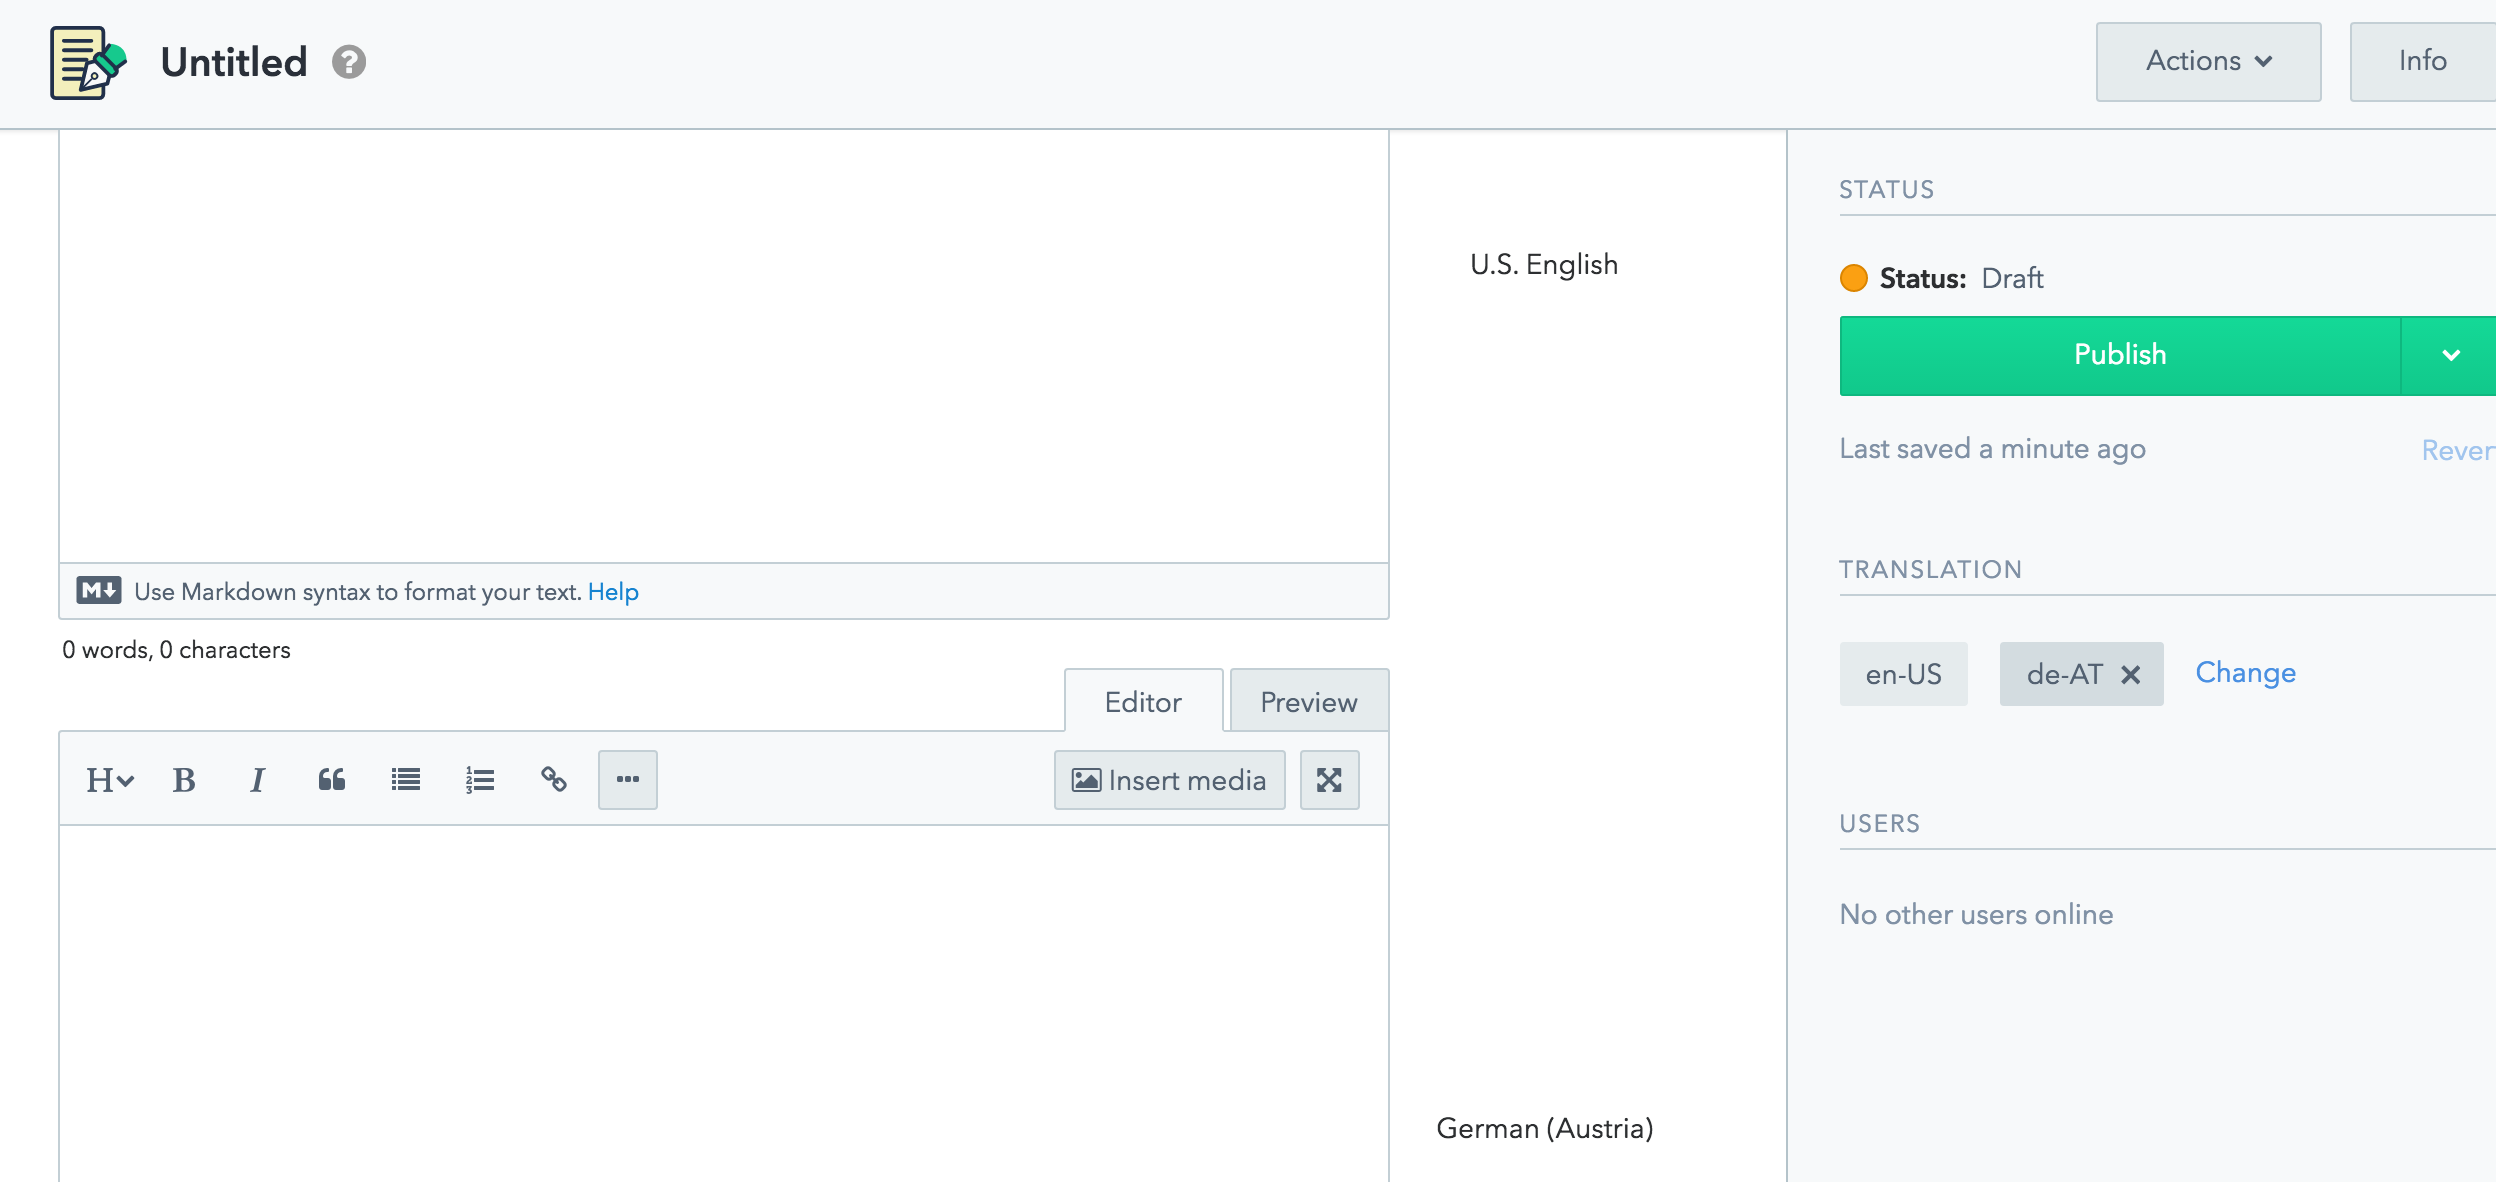 Untitled ?
Actions
Info
U.S. English
Use Markdown syntax to format your text. Help
0 words, 0 characters
Editor
Preview
H B I
Insert media
German (Austria)
STATUS
Status: Draft
Publish
Last saved a minute ago
TRANSLATION
en-US
de-AT
Change
USERS
No other users online